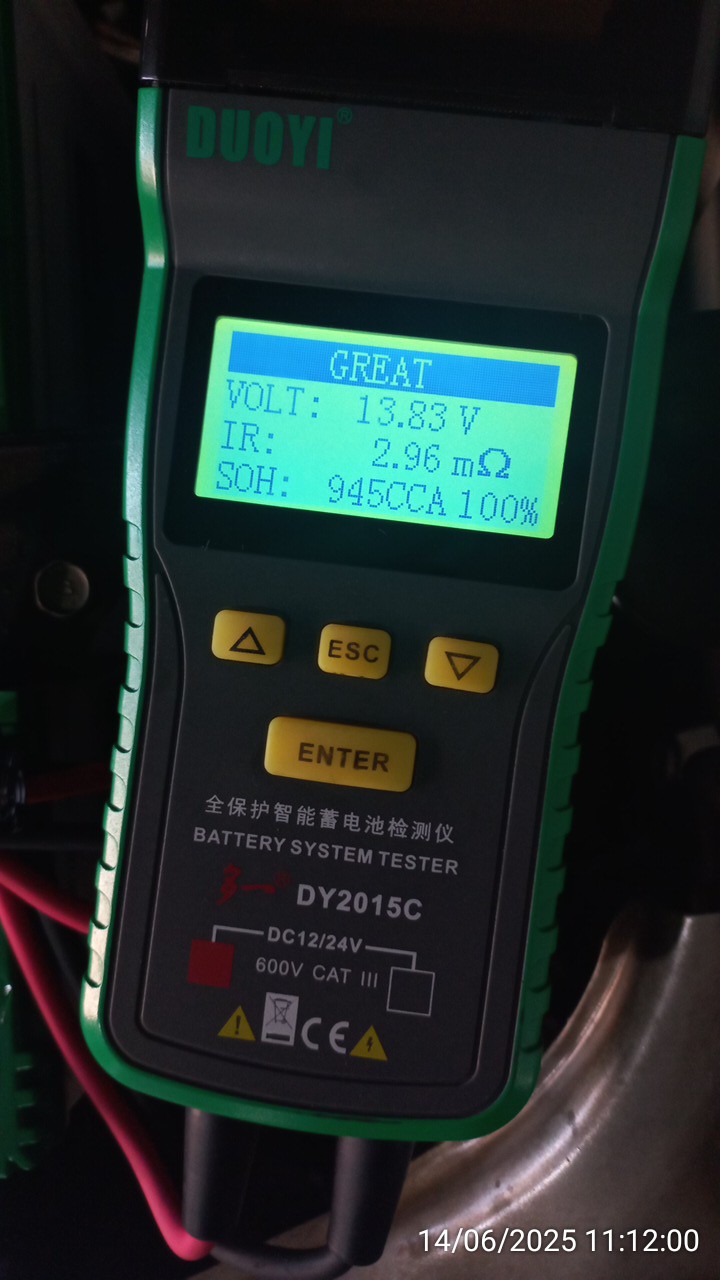 DUOYI®
GREAT
VOLT: 13.83 V
IR: 2.96 mΩ
SOH: 945CCA 100%
ESC
ENTER
全保护智能蓄电池检测仪
BATTERY SYSTEM TESTER
DY2015C
DC12/24V
600V CAT III
CE
14/06/2025 11:12:00